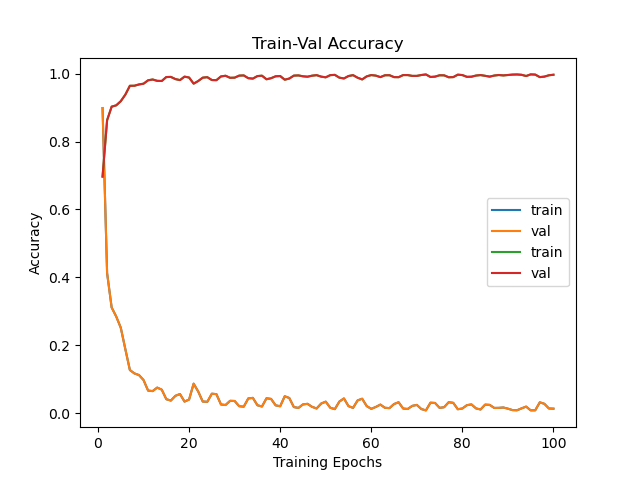 Train-Val Accuracy
1.0
0.8
0.6
0.4
0.2
0.0
Accuracy
train
val
train
val
0 20 40 60 80 100
Training Epochs